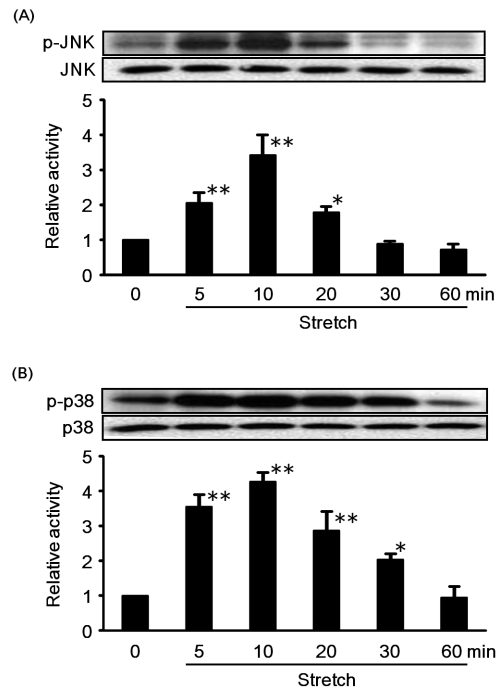 (A)
p-JNK
JNK
5
4
3
2
1
0
Relative activity
**
**
*
0 5 10 20 30 60 min
Stretch
(B)
p-p38
p38
5
4
3
2
1
0
Relative activity
**
**
**
*
0 5 10 20 30 60 min
Stretch